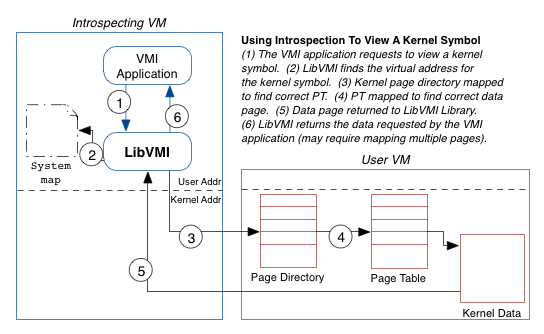 Introspecting VM
VMI
Application
1
6
LibVMI
2
System
map
User Addr
Kernel Addr
3
5
Using Introspection To View A Kernel Symbol
(1) The VMI application requests to view a kernel
symbol. (2) LibVMI finds the virtual address for
the kernel symbol. (3) Kernel page directory mapped
to find correct PT. (4) PT mapped to find correct data
page. (5) Data page returned to LibVMI Library.
(6) LibVMI returns the data requested by the VMI
application (may require mapping multiple pages).
User VM
4
Page Directory
Page Table
Kernel Data